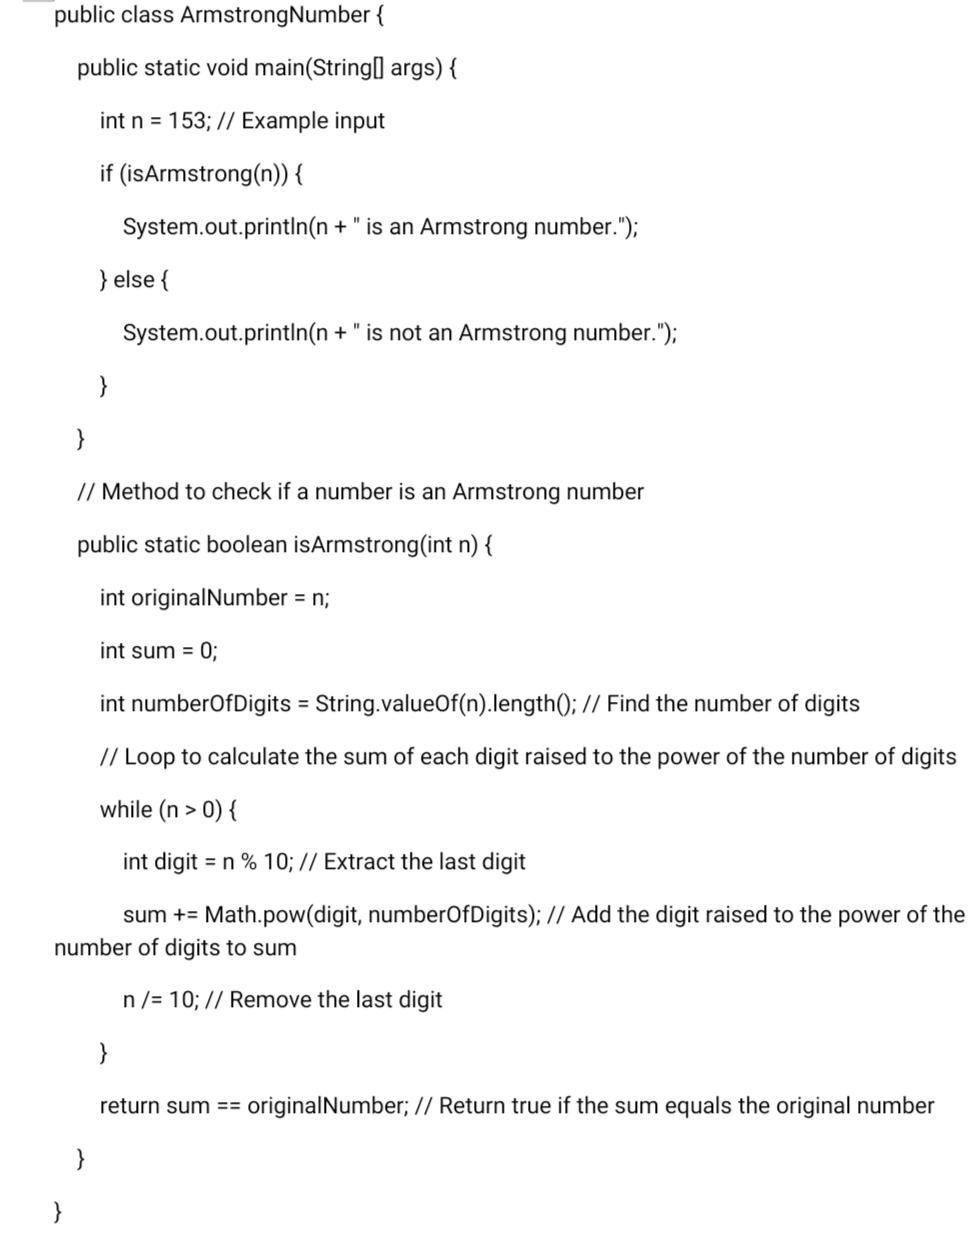 public class ArmstrongNumber {
public static void main(String[] args) {
int n = 153; // Example input
if (isArmstrong(n)) {
System.out.println(n + " is an Armstrong number.");
} else {
System.out.println(n + " is not an Armstrong number.");
}
}
// Method to check if a number is an Armstrong number
public static boolean isArmstrong(int n) {
int originalNumber = n;
int sum = 0;
int numberOfDigits = String.valueOf(n).length(); // Find the number of digits
// Loop to calculate the sum of each digit raised to the power of the number of digits
while (n > 0) {
int digit = n % 10; // Extract the last digit
sum += Math.pow(digit, numberOfDigits); // Add the digit raised to the power of the
number of digits to sum
n /= 10; // Remove the last digit
}
return sum == originalNumber; // Return true if the sum equals the original number
}
}